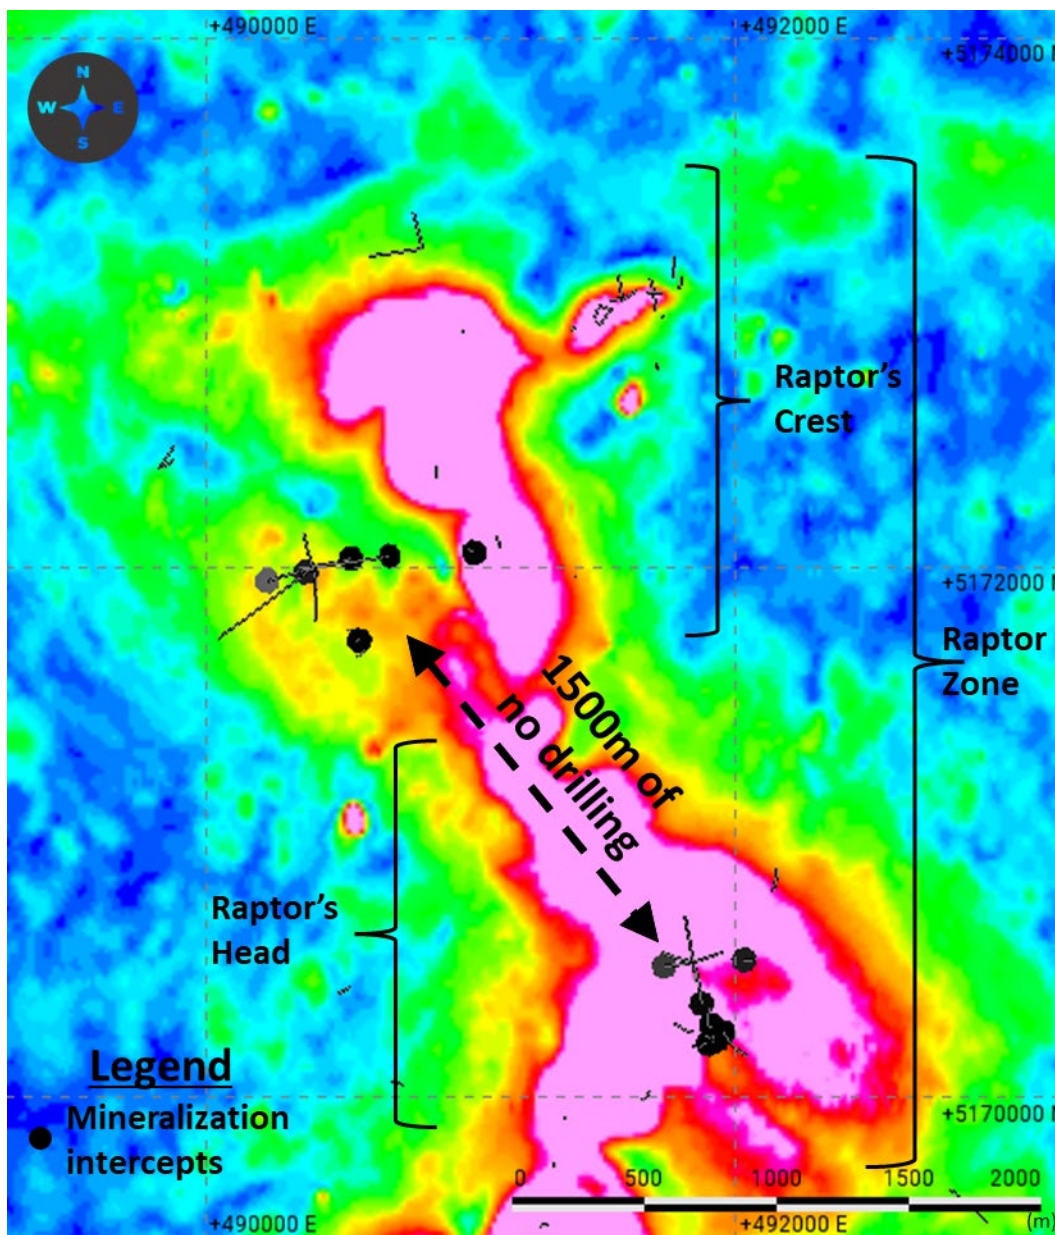 +490000 E
+492000 E
+5174000
N
W
E
S
Raptor's
Crest
+5172000
Raptor
Zone
1500m of
no drilling
Raptor's
Head
Legend
Mineralization
intercepts
+5170000
0 500 1000 1500 2000
(m)
+490000 E
+492000 E